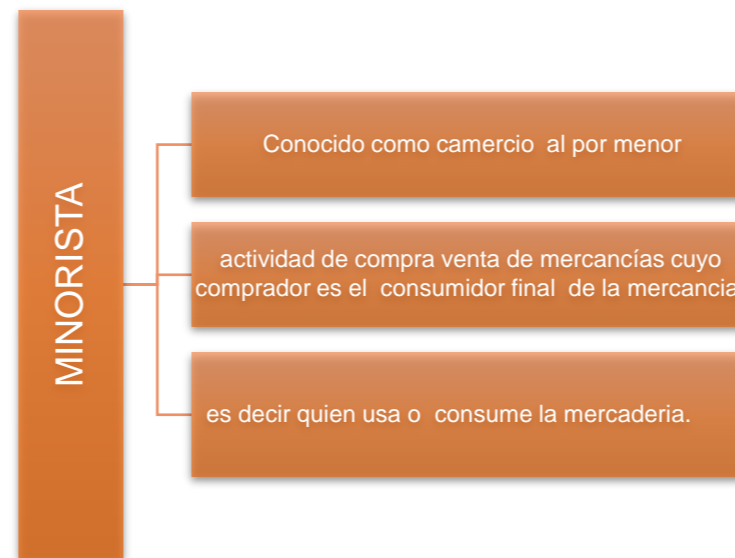 MINORISTA
Conocido como camercio al por menor
actividad de compra venta de mercancías cuyo
comprador es el consumidor final de la mercancia
es decir quien usa o consume la mercaderia.